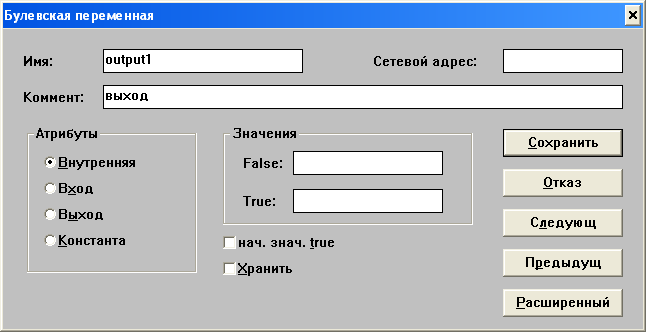 Булевская переменная
Имя: output1 Сетевой адрес:
Коммент: выход
Атрибуты
Внутренняя
Вход
Выход
Константа
Значения
False:
True:
нач. знач. true
Хранить
Сохранить
Отказ
Следующ
Предыдущ
Расширенный